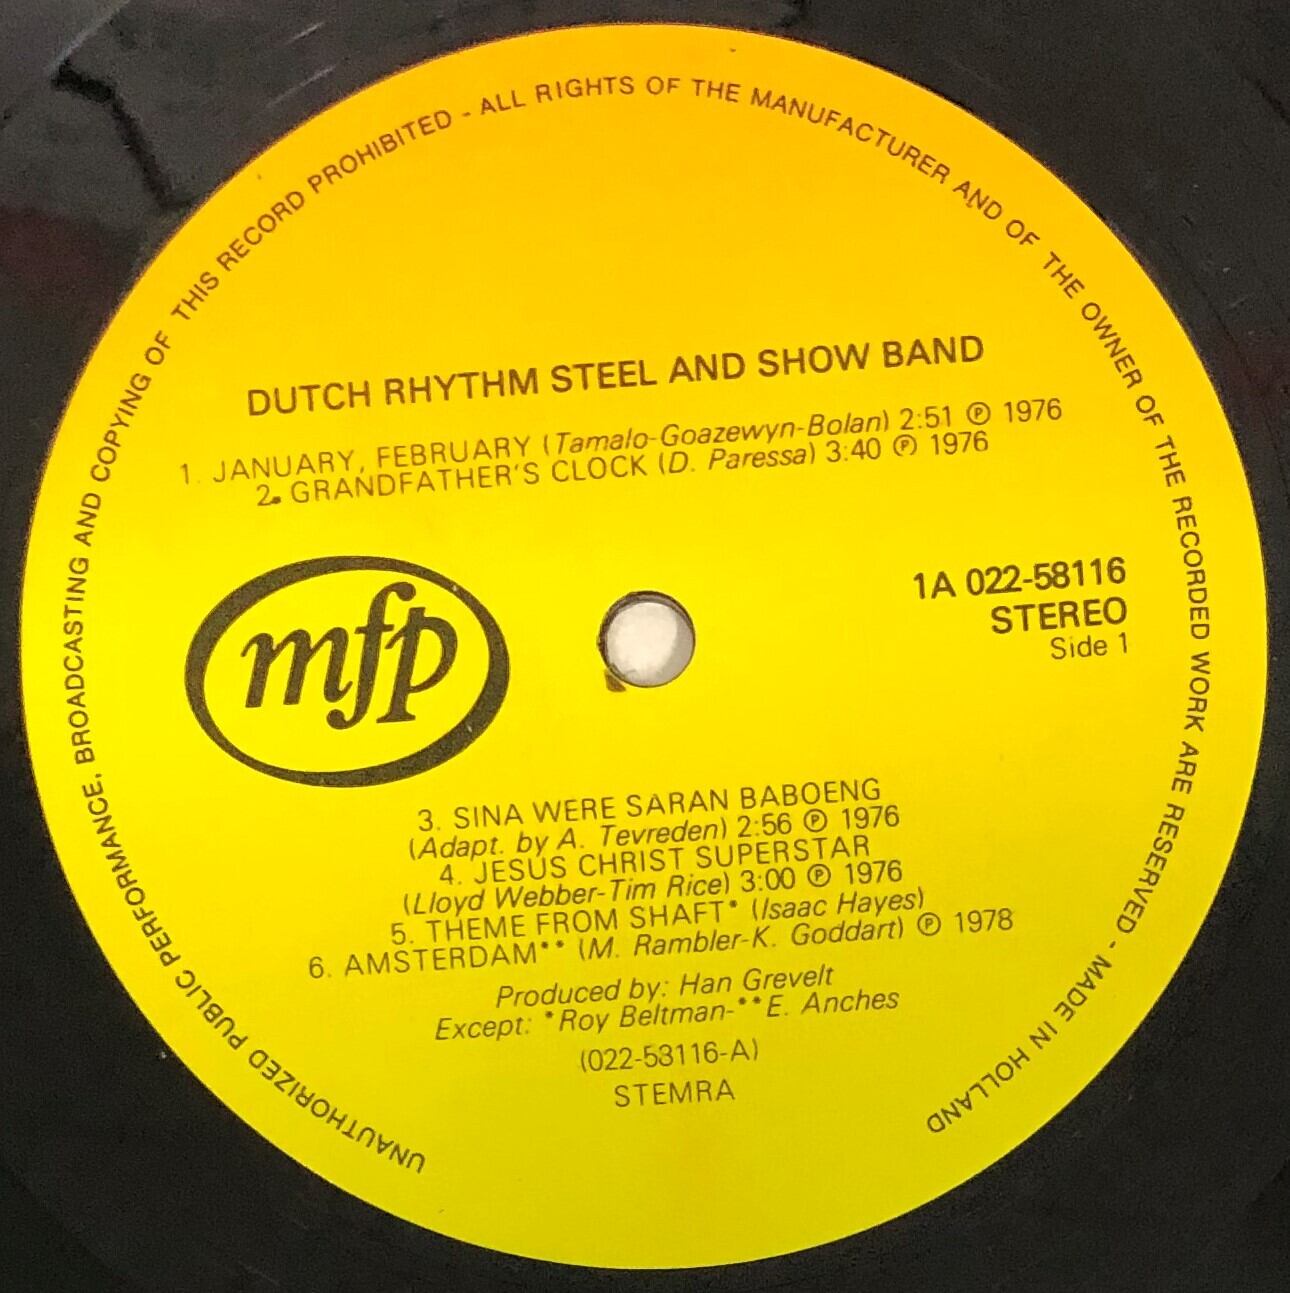 UNAUTHORIZED PUBLIC PERFORMANCE, BROADCASTING AND COPYING OF THIS RECORD PROHIBITED - ALL RIGHTS OF THE MANUFACTURER AND OF THE OWNER OF THE RECORDED WORK ARE RESERVED - MADE IN HOLLAND
DUTCH RHYTHM STEEL AND SHOW BAND
1. JANUARY, FEBRUARY (Tamalo-Goazewyn-Bolan) 2:51 ℗ 1976
2. GRANDFATHER'S CLOCK (D. Paressa) 3:40 ℗ 1976
mfp
1A 022-58116
STEREO
Side 1
3. SINA WERE SARAN BABOENG
(Adapt. by A. Tevreden) 2:56 ℗ 1976
4. JESUS CHRIST SUPERSTAR
(Lloyd Webber-Tim Rice) 3:00 ℗ 1976
5. THEME FROM SHAFT* (Isaac Hayes)
6. AMSTERDAM** (M. Rambler-K. Goddart) ℗ 1978
Produced by: Han Grevelt
Except: *Roy Beltman-**E. Anches
(022-58116-A)
STEMRA